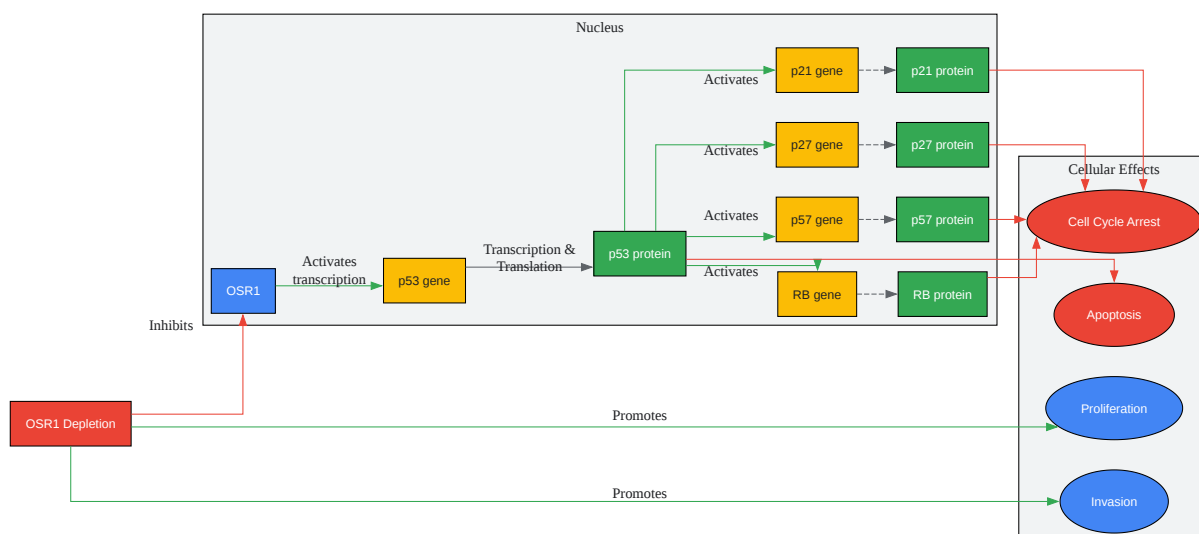 Nucleus
p21 gene
p21 protein
Activates
p27 gene
p27 protein
Activates
Cellular Effects
p57 gene
p57 protein
Activates
Cell Cycle Arrest
Transcription &
Translation
p53 protein
Activates
transcription
p53 gene
OSR1
Activates
RB gene
RB protein
Apoptosis
Inhibits
OSR1 Depletion
Promotes
Proliferation
Promotes
Invasion